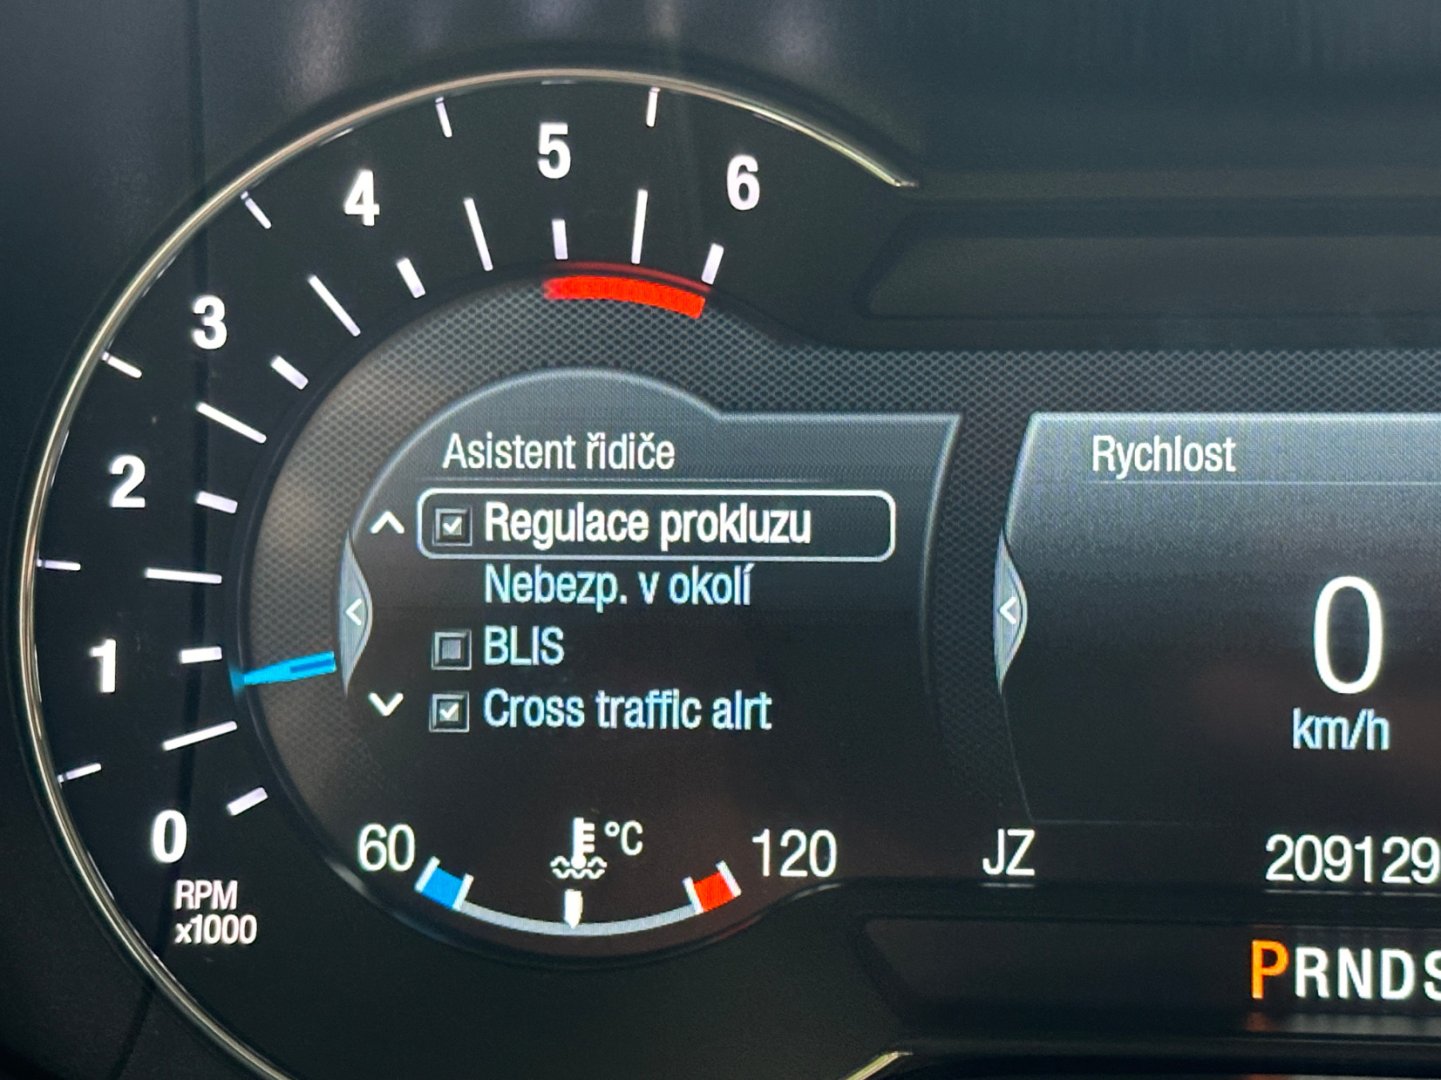 5
6
4
3
2
1
0
RPM
x1000
Asistent řidiče
Regulace prokluzu
Nebezp. v okolí
BLIS
Cross traffic alrt
60
°C
120
Rychlost
0
km/h
JZ
209129
PRNDS